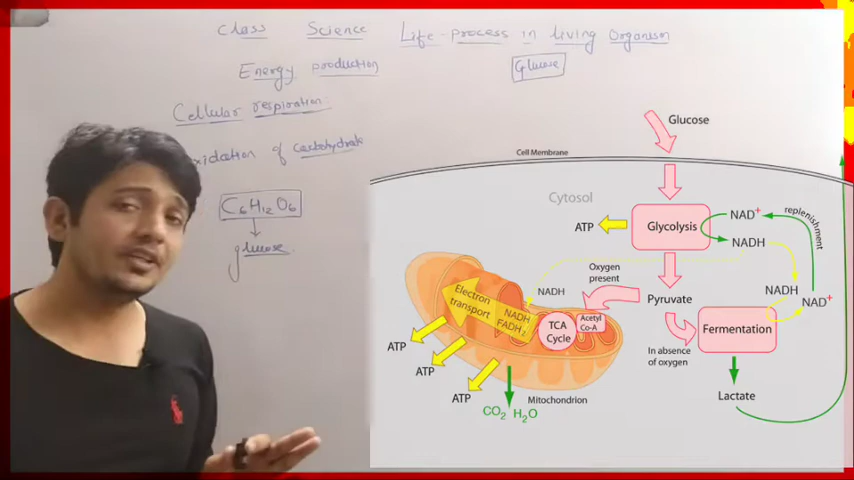 Class Science Life-process in living Organism
Energy production
Glucose
Cellular respiration
oxidation of carbohydrate
C6H12O6
glucose
Glucose
Cell Membrane
Cytosol
ATP
Glycolysis
NAD+
NADH
replenishment
Oxygen
present
NADH
Pyruvate
NADH
NAD+
Electron
transport
NADH
FADH2
TCA
Cycle
Acetyl
Co-A
Fermentation
In absence
of oxygen
ATP
ATP
ATP
Mitochondrion
CO2 H2O
Lactate